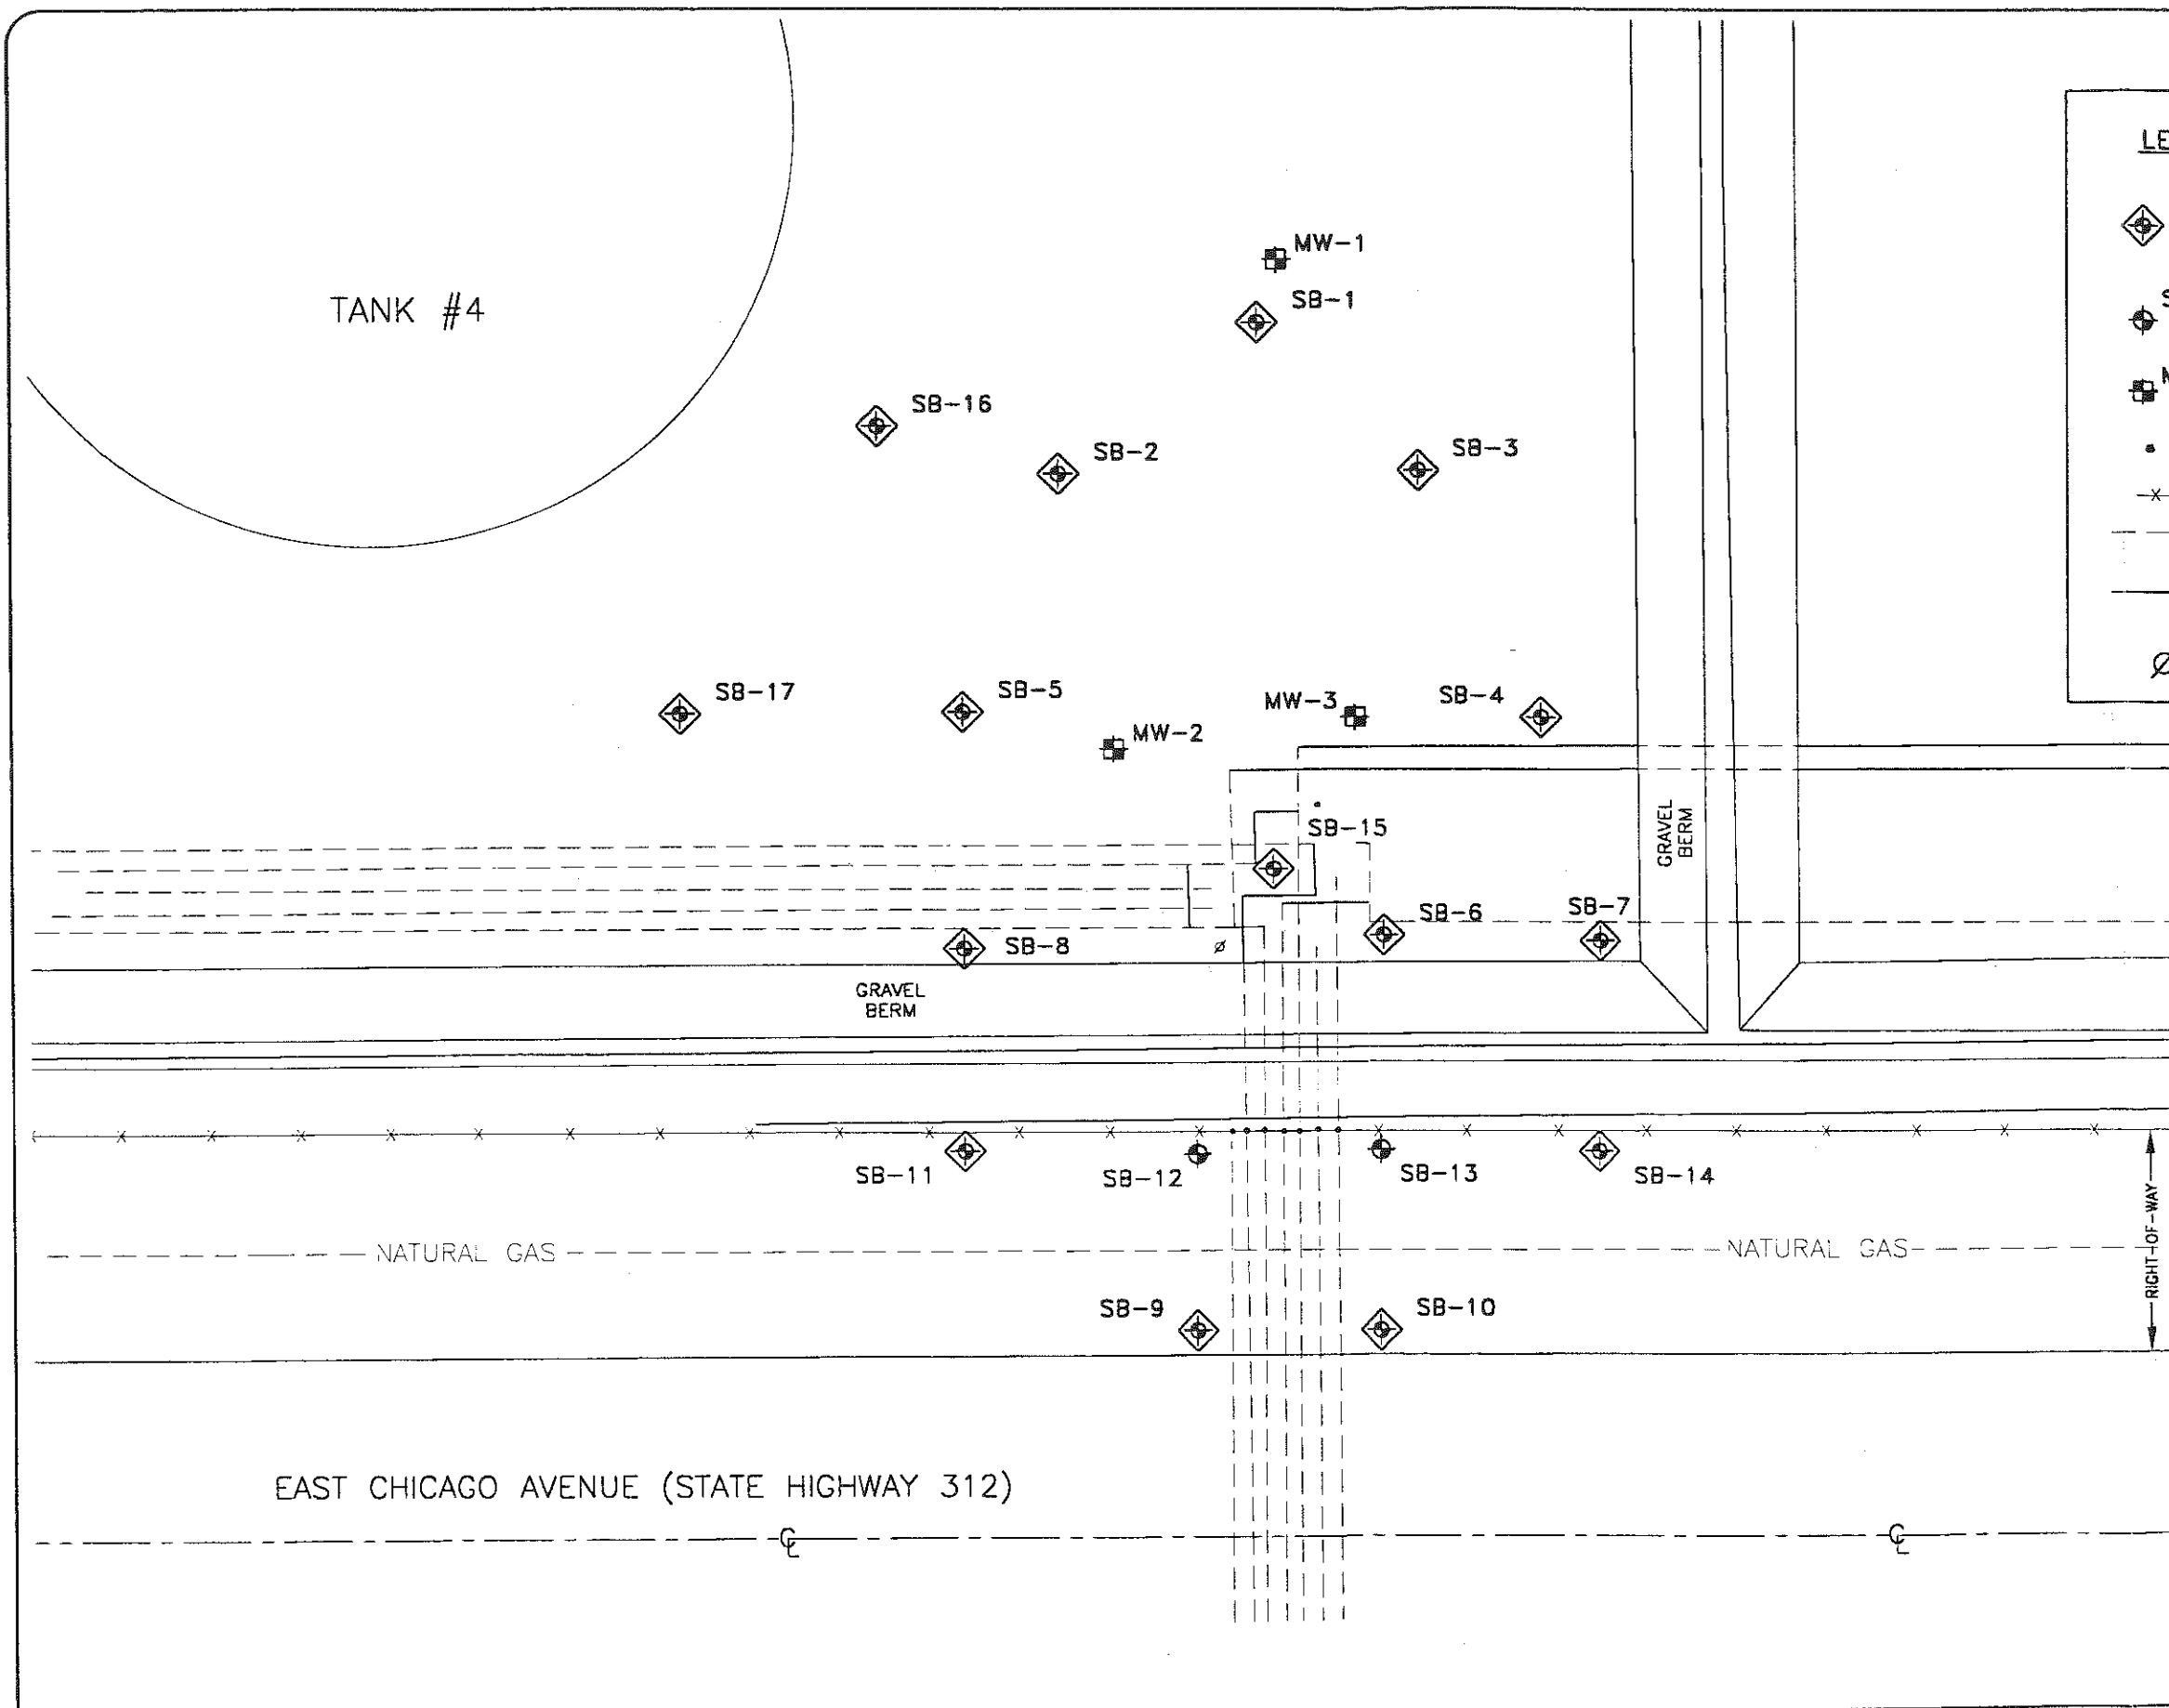 LE
MW-1
SB-1
TANK #4
S
M
SB-16
SB-2
SB-3
SB-17
SB-5
MW-3
SB-4
MW-2
SB-15
GRAVEL
BERM
SB-6
SB-7
SB-8
GRAVEL
BERM
SB-11
SB-12
SB-13
SB-14
RIGHT-OF-WAY
NATURAL GAS
NATURAL GAS
SB-9
SB-10
EAST CHICAGO AVENUE (STATE HIGHWAY 312)